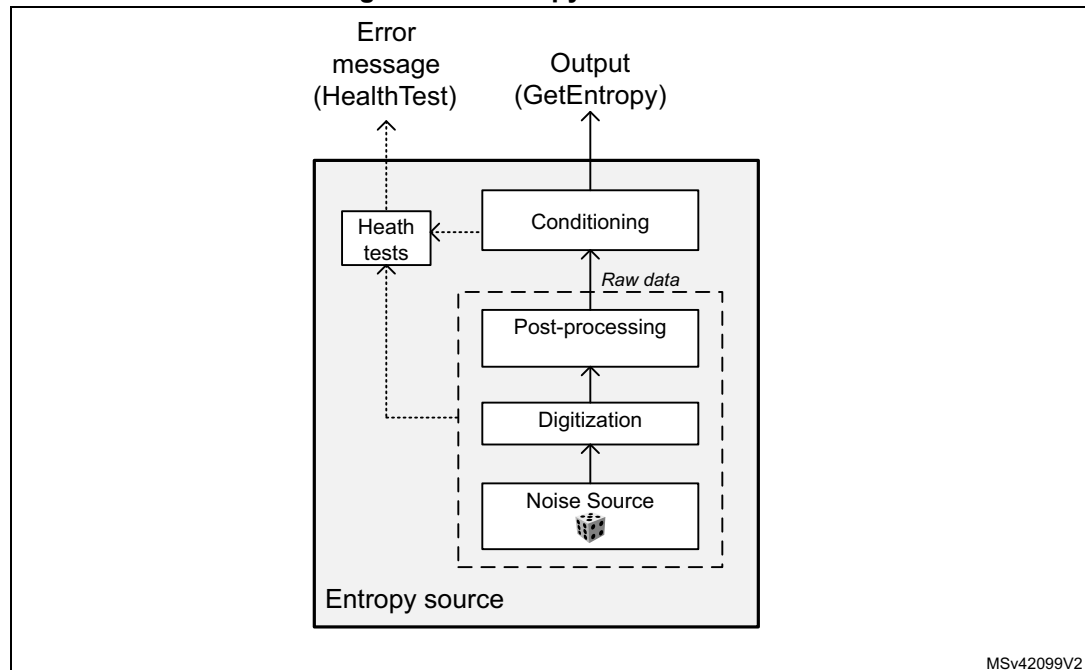 Error
message
(HealthTest)
Output
(GetEntropy)
Conditioning
Heath
tests
Raw data
Post-processing
Digitization
Noise Source
Entropy source
MSv42099V2